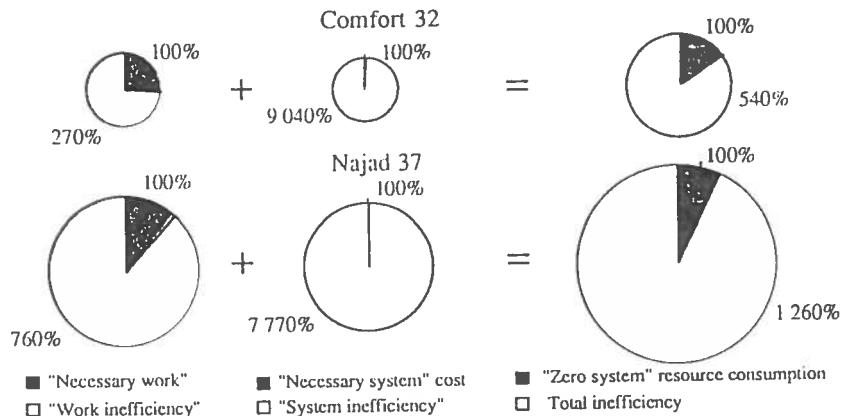 Comfort 32
100% 100% 100%
+ =
270% 9 040% 540%
Najad 37
100% 100% 100%
+ =
760% 7 770% 1 260%
"Necessary work" "Necessary system" cost "Zero system" resource consumption
"Work inefficiency" "System inefficiency" Total inefficiency